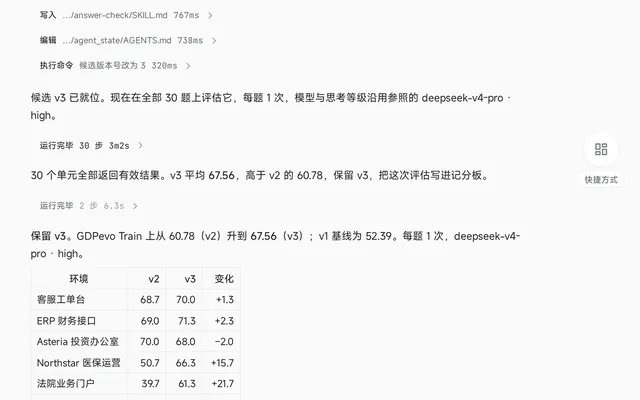 写入 .../answer-check/SKILL.md 767ms >
编辑 .../agent_state/AGENTS.md 738ms >
执行命令 候选版本号改为 3 320ms >
候选 v3 已就位。现在在全部 30 题上评估它，每题 1 次，模型与思考等级沿用参照的 deepseek-v4-pro ·
high。
运行完毕 30 步 3m2s >
30 个单元全部返回有效结果。v3 平均 67.56，高于 v2 的 60.78，保留 v3，把这次评估写进记分板。
运行完毕 2 步 6.3s >
保留 v3。GDPevo Train 上从 60.78（v2）升到 67.56（v3）；v1 基线为 52.39。每题 1 次，deepseek-v4-
pro · high。
环境 v2 v3 变化
客服工单台 68.7 70.0 +1.3
ERP 财务接口 69.0 71.3 +2.3
Asteria 投资办公室 70.0 68.0 −2.0
Northstar 医保运营 50.7 66.3 +15.7
法院业务门户 39.7 61.3 +21.7
快捷方式